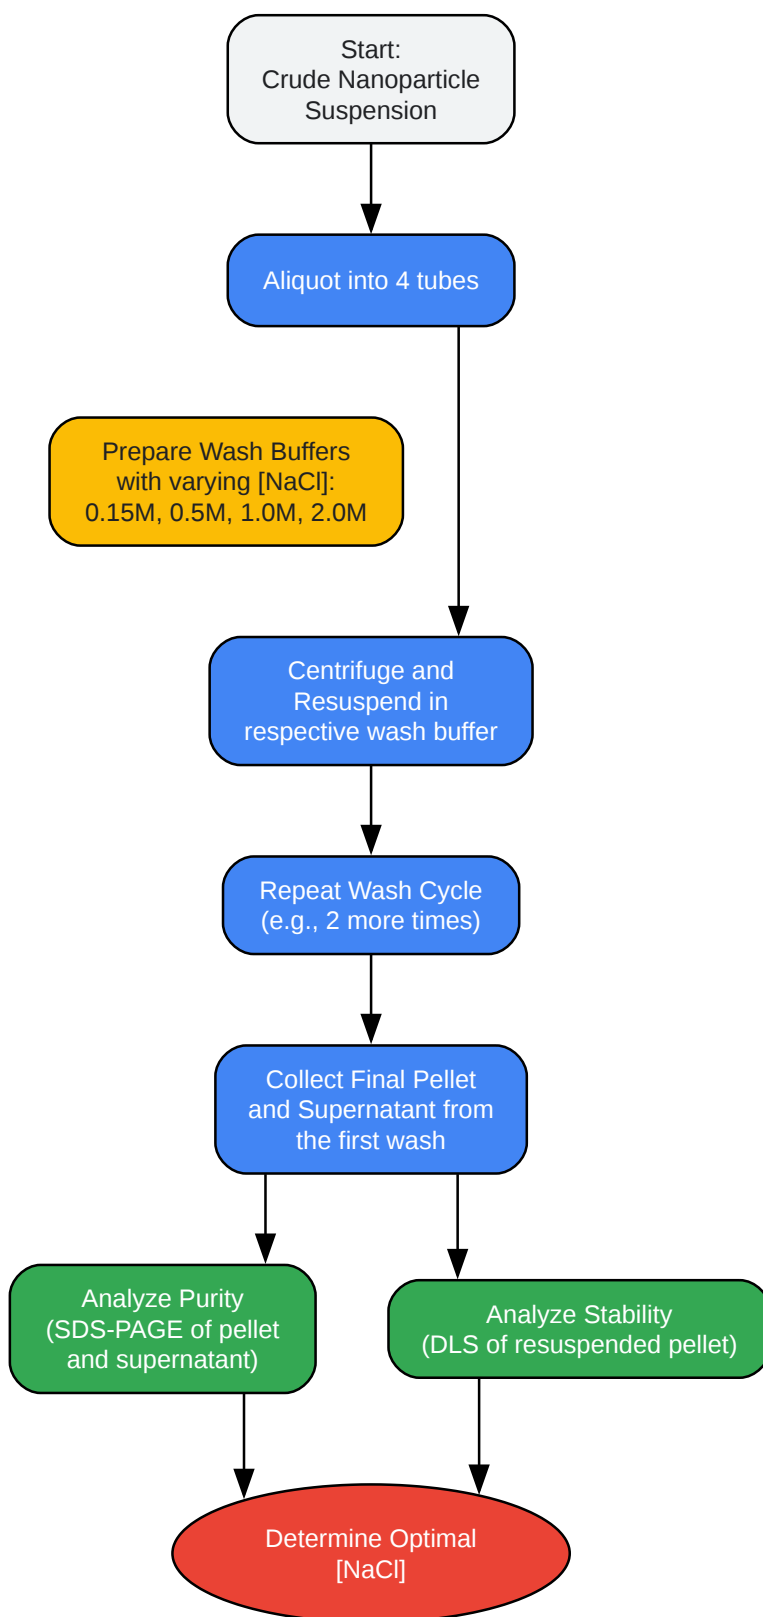 Start:
Crude Nanoparticle
Suspension
Aliquot into 4 tubes
Prepare Wash Buffers
with varying [NaCl]:
0.15M, 0.5M, 1.0M, 2.0M
Centrifuge and
Resuspend in
respective wash buffer
Repeat Wash Cycle
(e.g., 2 more times)
Collect Final Pellet
and Supernatant from
the first wash
Analyze Purity
(SDS-PAGE of pellet
and supernatant)
Analyze Stability
(DLS of resuspended pellet)
Determine Optimal
[NaCl]